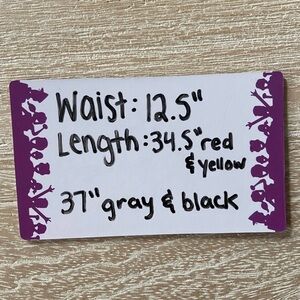 Waist: 12.5"
Length: 34.5" red
& yellow
37" gray & black